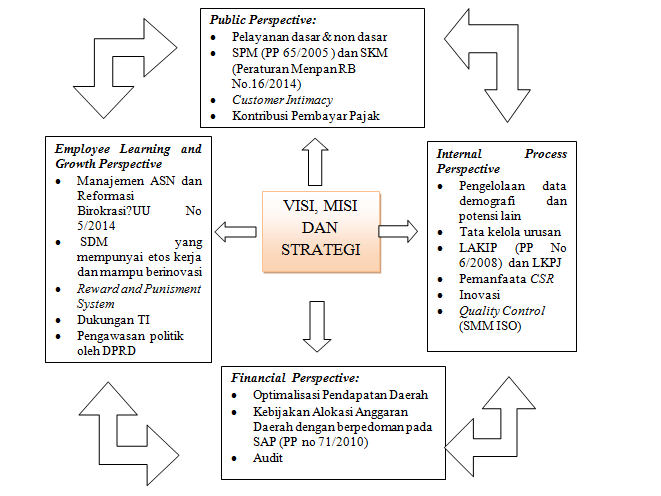 Public Perspective:
• Pelayanan dasar & non dasar
• SPM (PP 65/2005 ) dan SKM
(Peraturan Menpan RB
No.16/2014)
• Customer Intimacy
• Kontribusi Pembayar Pajak
Employee Learning and
Growth Perspective
• Manajemen ASN dan
Reformasi
Birokrasi?UU No
5/2014
• SDM yang
mempunyai etos kerja
dan mampu berinovasi
• Reward and Punisment
System
• Dukungan TI
• Pengawasan politik
oleh DPRD
VISI, MISI
DAN
STRATEGI
Internal Process
Perspective
• Pengelolaan data
demografi dan
potensi lain
• Tata kelola urusan
• LAKIP (PP No
6/2008) dan LKPJ
• Pemanfaata CSR
• Inovasi
• Quality Control
(SMM ISO)
Financial Perspective:
• Optimalisasi Pendapatan Daerah
• Kebijakan Alokasi Anggaran
Daerah dengan berpedoman pada
SAP (PP no 71/2010)
• Audit